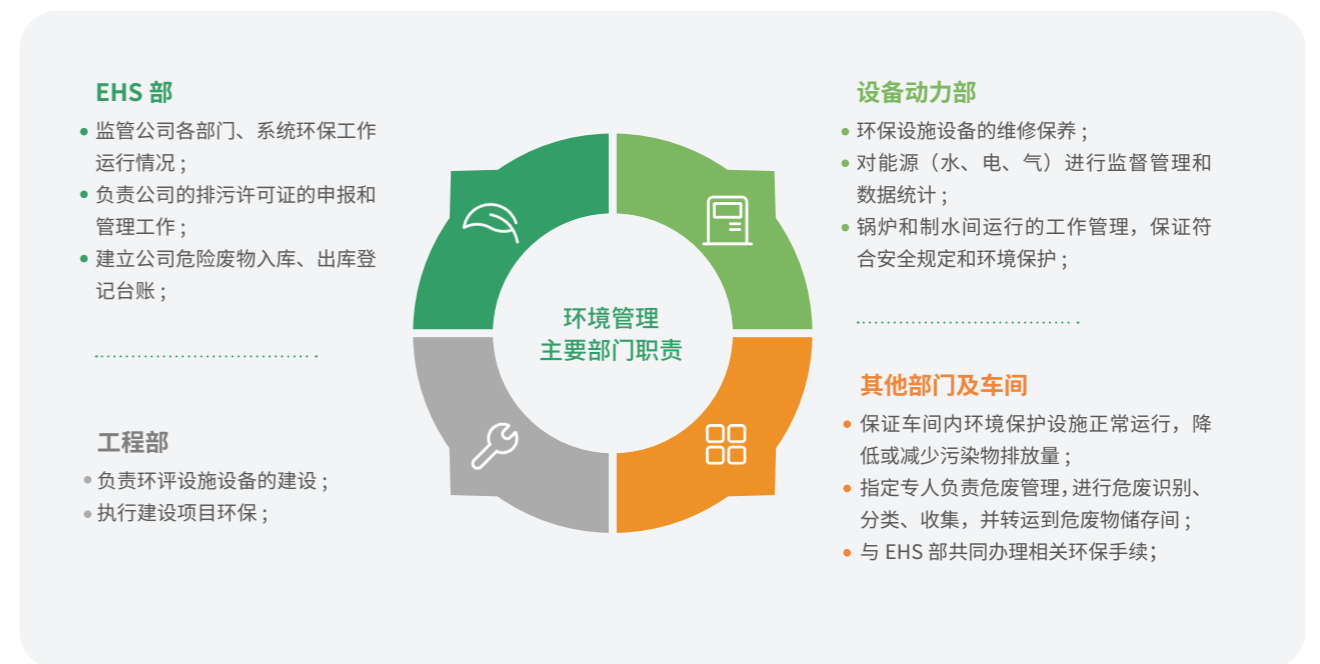 EHS 部
监管公司各部门、系统环保工作
运行情况；
负责公司的排污许可证的申报和
管理工作；
建立公司危险废物入库、出库登
记台账；
工程部
负责环评设施设备的建设；
执行建设项目环保；
环境管理
主要部门职责
设备动力部
环保设施设备的维修保养；
对能源（水、电、气）进行监督管理和
数据统计；
锅炉和制水间运行的工作管理，保证符
合安全规定和环境保护；
其他部门及车间
保证车间内环境保护设施正常运行，降
低或减少污染物排放量；
指定专人负责危废管理，进行危废识别、
分类、收集，并转运到危废物储存间；
与 EHS 部共同办理相关环保手续；